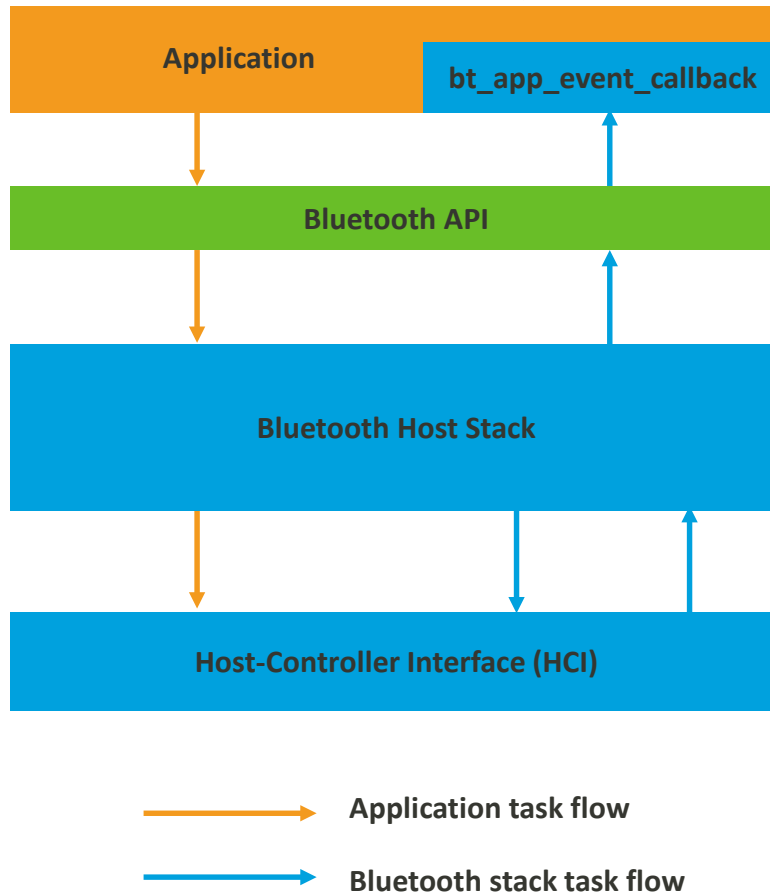 Application
bt_app_event_callback
Bluetooth API
Bluetooth Host Stack
Host-Controller Interface (HCI)
Application task flow
Bluetooth stack task flow